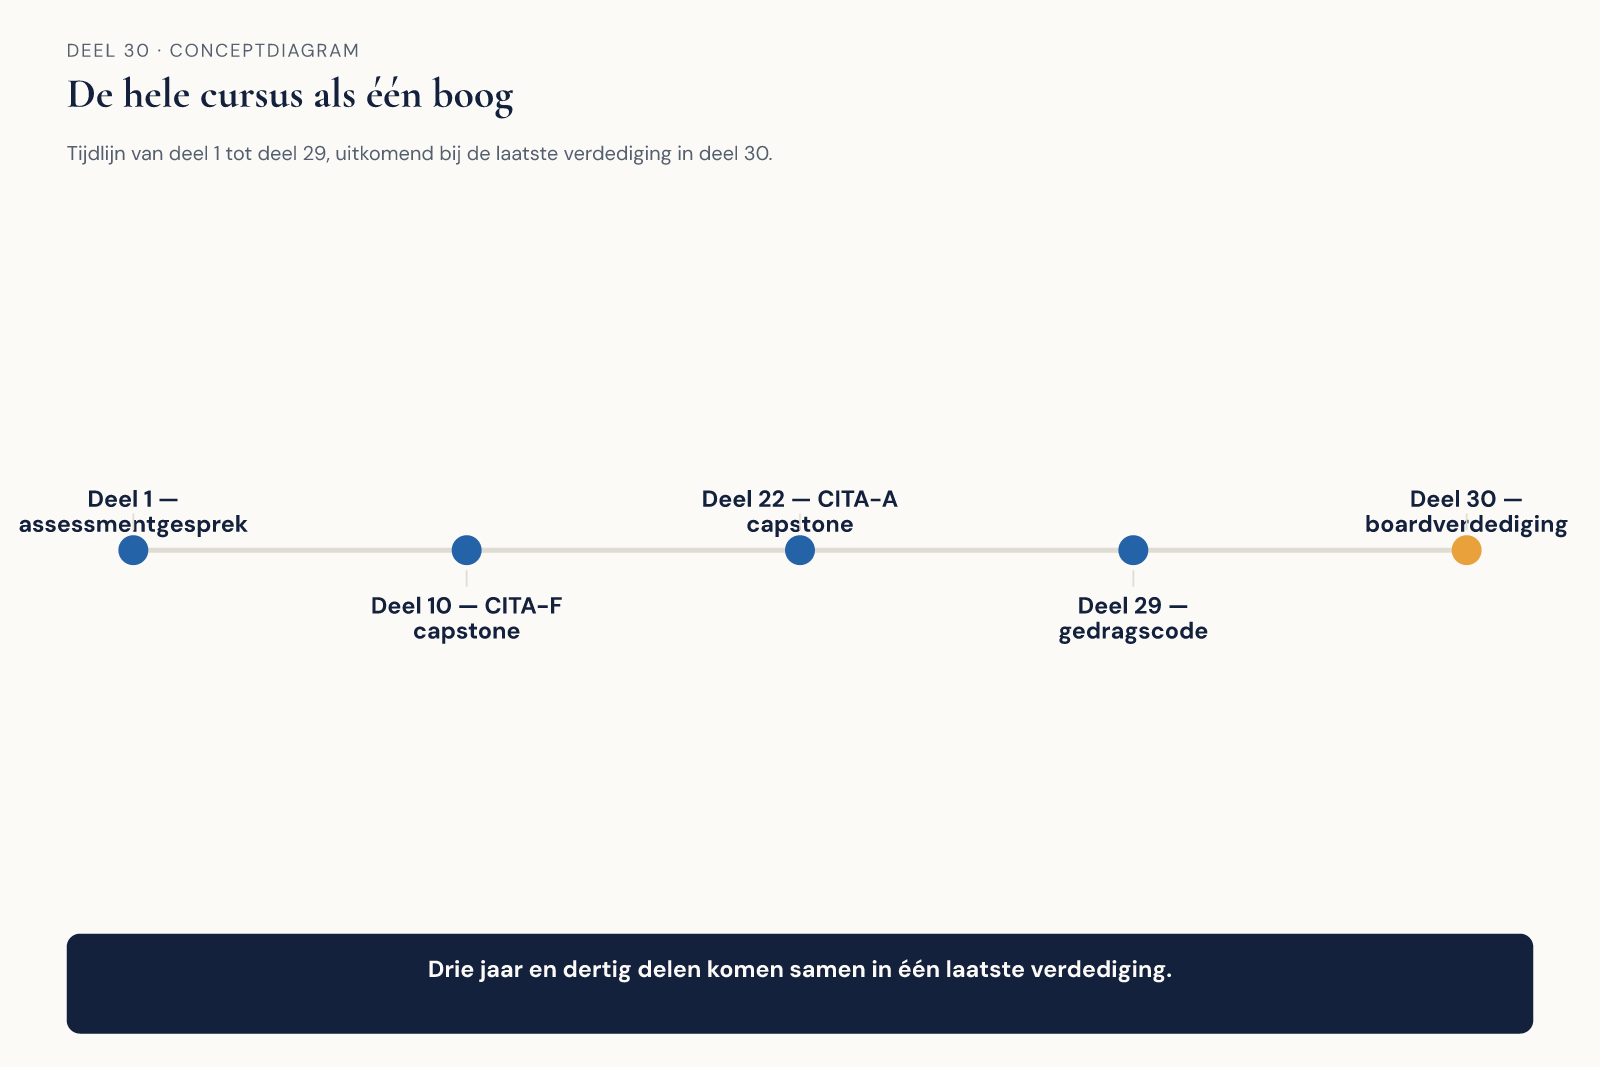 DEEL 30 · CONCEPTDIAGRAM
De hele cursus als één boog
Tijdlijn van deel 1 tot deel 29, uitkomend bij de laatste verdediging in deel 30.
Deel 1 —
assessmentgesprek
Deel 10 — CITA-F
capstone
Deel 22 — CITA-A
capstone
Deel 29 —
gedragscode
Deel 30 —
boardverdediging
Drie jaar en dertig delen komen samen in één laatste verdediging.